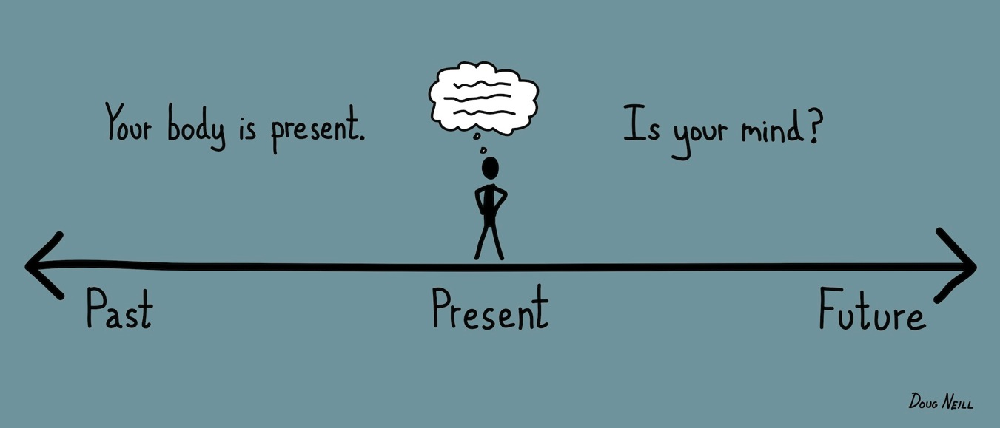 Your body is present.
Is your mind?
Past
Present
Future
Doug Neill